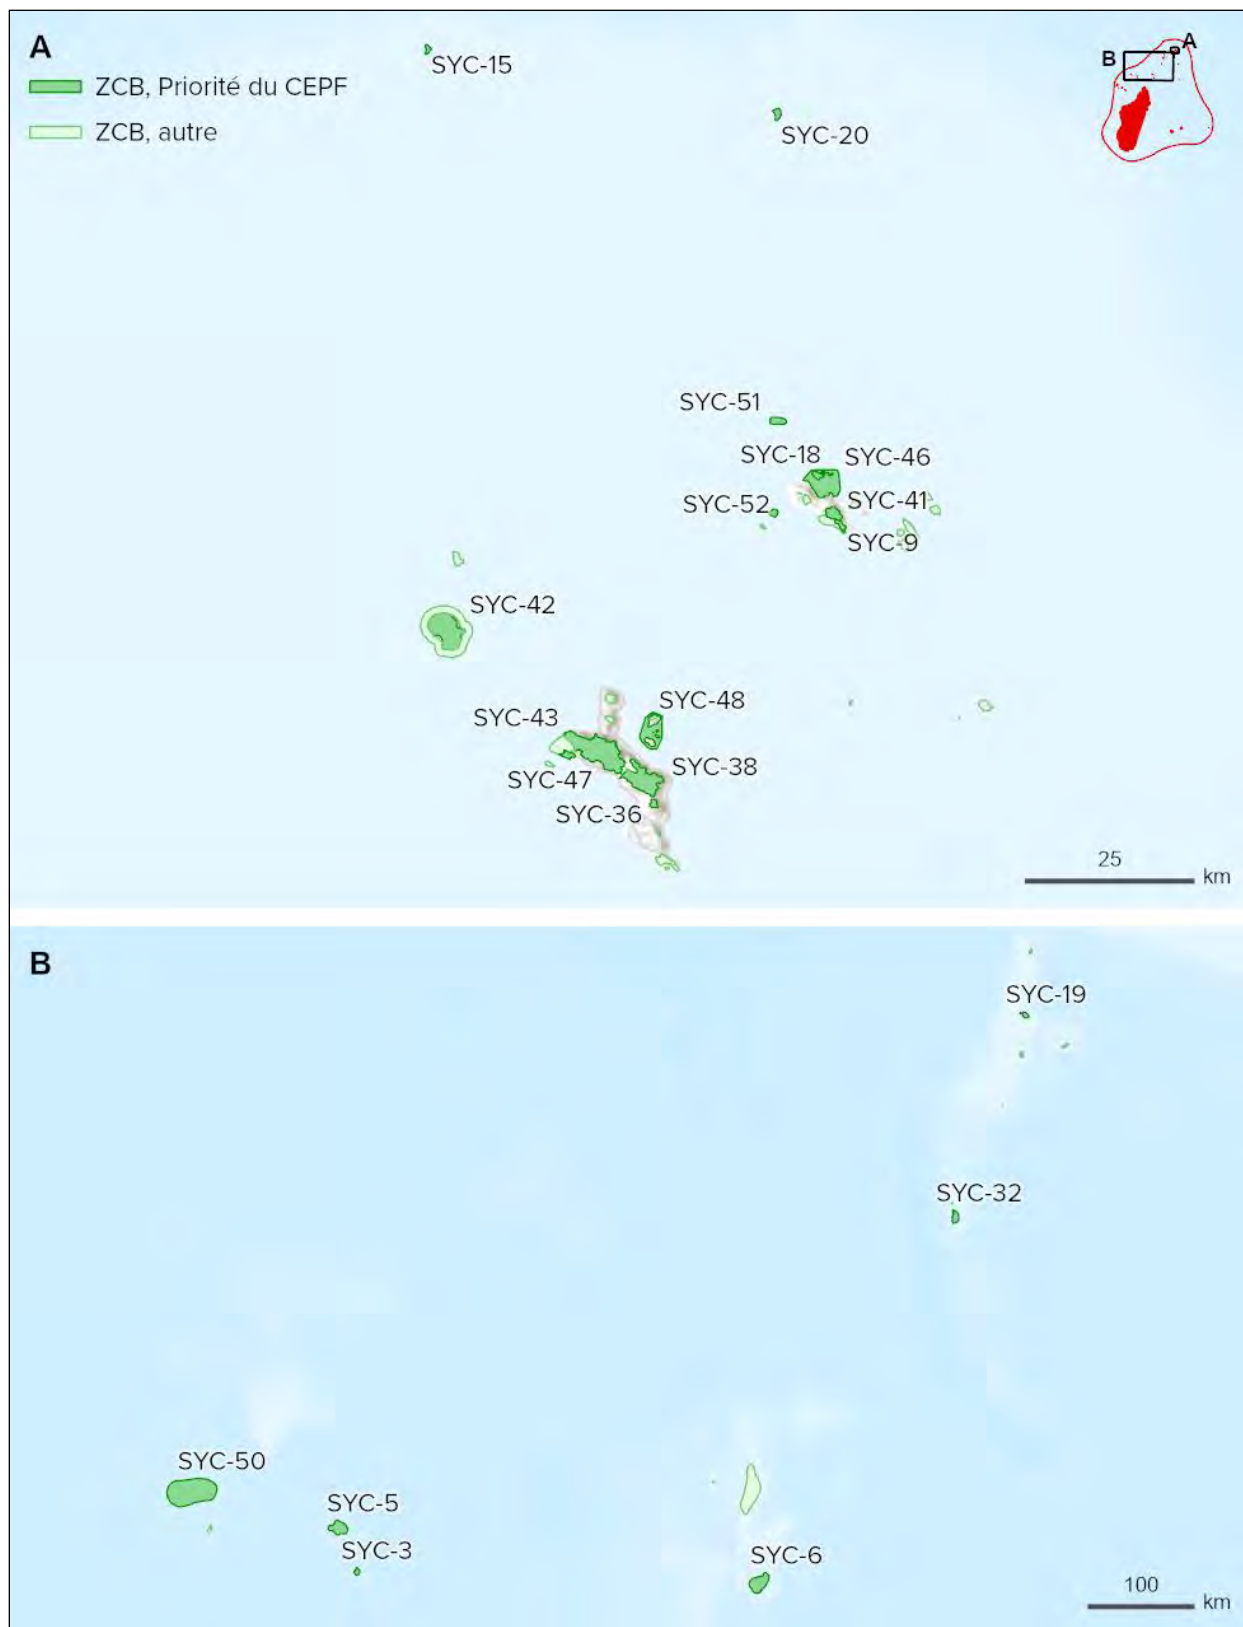 A
ZCB, Priorité du CEPF
ZCB, autre
SYC-15
SYC-20
A
B
SYC-51
SYC-18
SYC-46
SYC-52
SYC-41
SYC-9
SYC-42
SYC-48
SYC-43
SYC-38
SYC-47
SYC-36
25
km
B
SYC-19
SYC-32
SYC-50
SYC-5
SYC-3
SYC-6
100
km